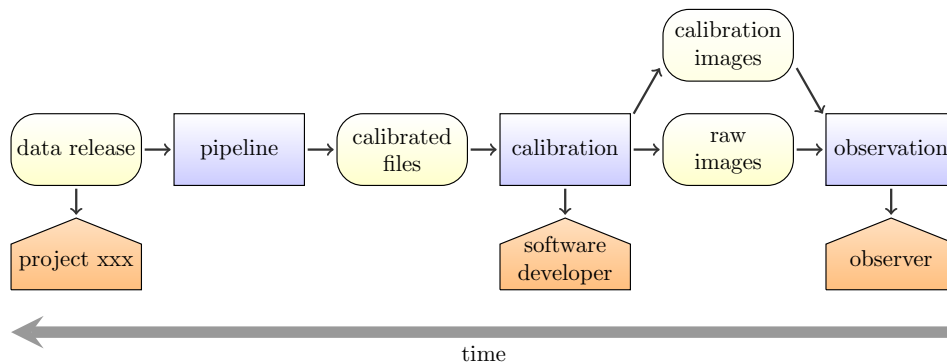 calibration
images
data release
pipeline
calibrated
files
calibration
raw
images
observation
project xxx
software
developer
observer
time